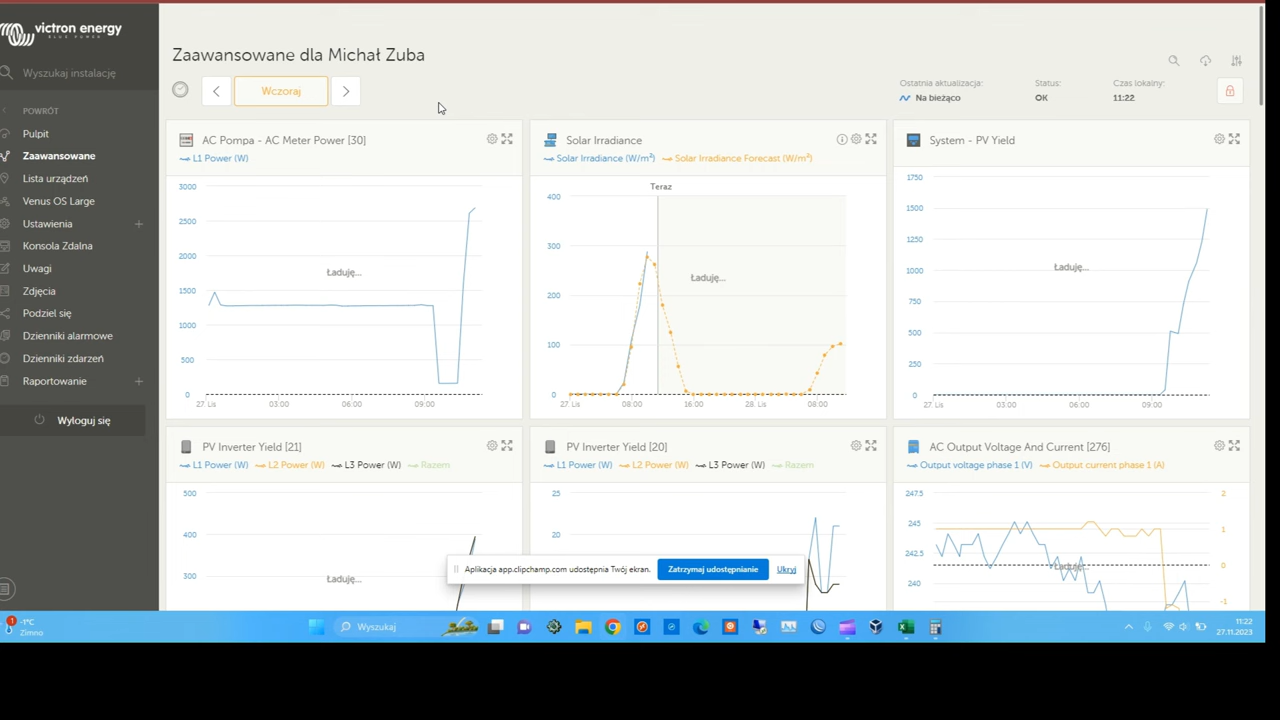 victron energy
BLUE POWER
Wyszukaj instalację
POWRÓT
Pulpit
Zaawansowane
Lista urządzeń
Venus OS Large
Ustawienia
Konsola Zdalna
Uwagi
Zdjęcia
Podziel się
Dzienniki alarmowe
Dzienniki zdarzeń
Raportowanie
Wyloguj się
Zaawansowane dla Michał Zuba
Wczoraj
Ostatnia aktualizacja:
Na bieżąco
Status:
OK
Czas lokalny:
11:22
AC Pompa - AC Meter Power [30]
L1 Power (W)
3000
2500
2000
1500
1000
500
0
Ładuję...
27. Lis 03:00 06:00 09:00
Solar Irradiance
Solar Irradiance (W/m²) Solar Irradiance Forecast (W/m²)
Teraz
400
300
200
100
0
Ładuję...
27. Lis 08:00 16:00 28. Lis 08:00
System - PV Yield
1750
1500
1250
1000
750
500
250
0
Ładuję...
27. Lis 03:00 06:00 09:00
PV Inverter Yield [21]
L1 Power (W) L2 Power (W) L3 Power (W) Razem
500
400
300
Ładuję...
PV Inverter Yield [20]
L1 Power (W) L2 Power (W) L3 Power (W) Razem
25
20
AC Output Voltage And Current [276]
Output voltage phase 1 (V) Output current phase 1 (A)
247.5
245
242.5
240
2
1
0
-1
Ładuję...
Aplikacja app.clipchamp.com udostępnia Twój ekran.
Zatrzymaj udostępnianie
Ukryj
1
-1°C
Zimno
Wyszukaj
11:22
27.11.2023